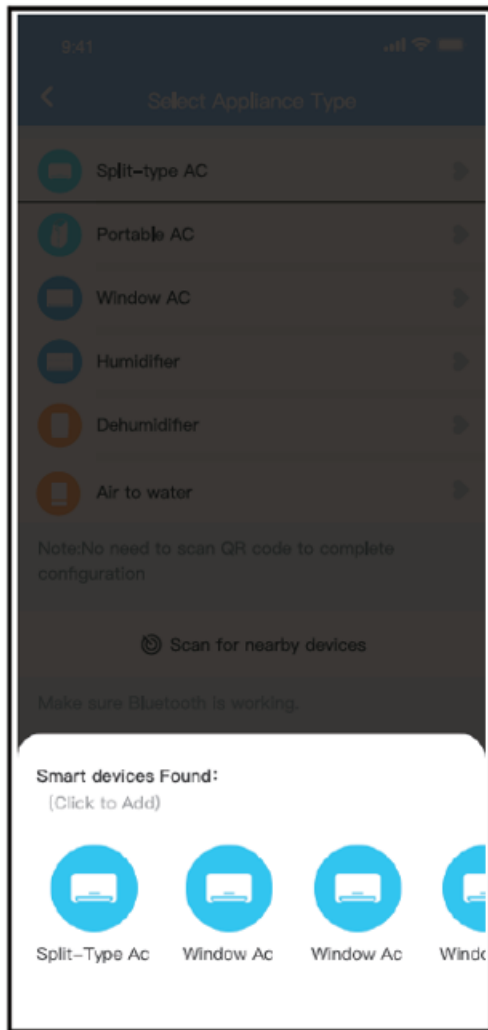 9:41
Select Appliance Type
Split-type AC
Portable AC
Window AC
Humidifier
Dehumidifier
Air to water
Note:No need to scan QR code to complete
configuration
Scan for nearby devices
Make sure Bluetooth is working.
Smart devices Found:
(Click to Add)
Split-Type Ac Window Ac Window Ac Windo